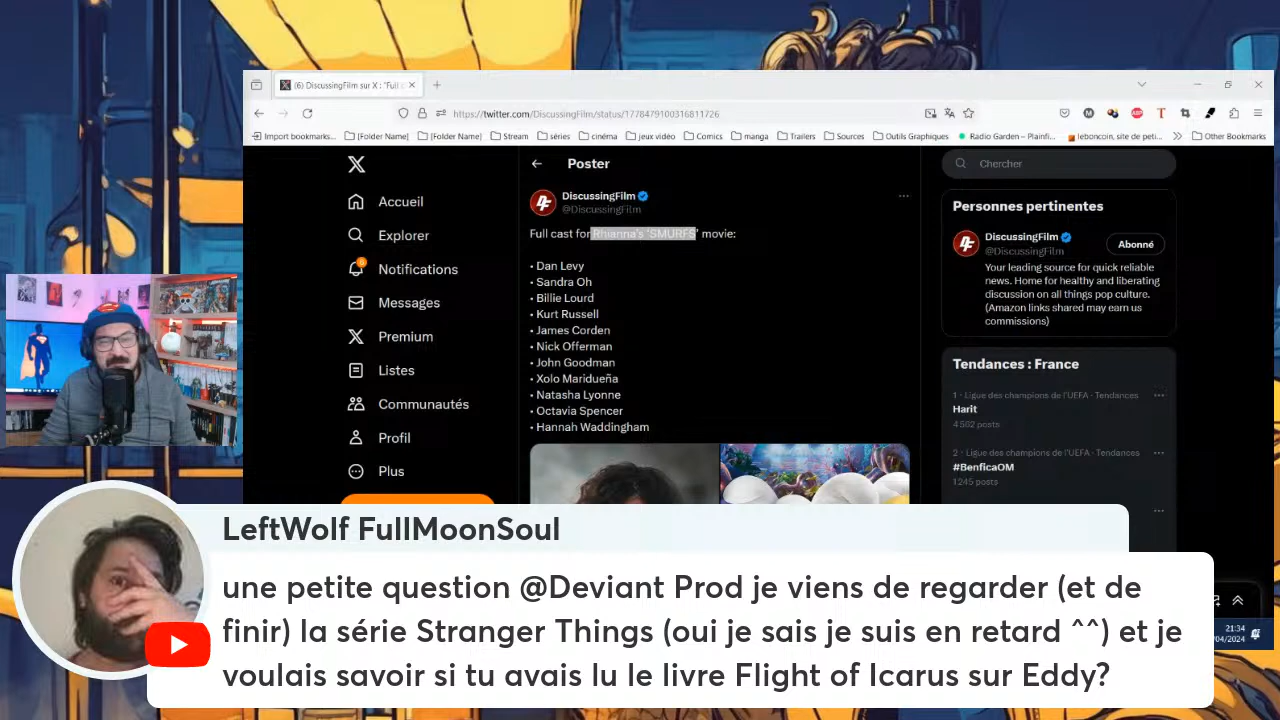 (6) DiscussingFilm sur X : "Full c
https://twitter.com/DiscussingFilm/status/1778479100316811726
Import bookmarks... [Folder Name] [Folder Name] Stream séries cinéma jeux vidéo Comics manga Trailers Sources Outils Graphiques Radio Garden – Plainfi... leboncoin, site de peti... Other Bookmarks
X
Accueil
Explorer
Notifications
Messages
Premium
Listes
Communautés
Profil
Plus
Poster
DiscussingFilm
@DiscussingFilm
Full cast for Rhianna's 'SMURFS' movie:
• Dan Levy
• Sandra Oh
• Billie Lourd
• Kurt Russell
• James Corden
• Nick Offerman
• John Goodman
• Xolo Maridueña
• Natasha Lyonne
• Octavia Spencer
• Hannah Waddingham
Chercher
Personnes pertinentes
DiscussingFilm
@DiscussingFilm
Abonné
Your leading source for quick reliable
news. Home for healthy and liberating
discussion on all things pop culture.
(Amazon links shared may earn us
commissions)
Tendances : France
1 · Ligue des champions de l'UEFA · Tendances
Harit
4 502 posts
2 · Ligue des champions de l'UEFA · Tendances
#BenficaOM
1 245 posts
21:34
/04/2024
LeftWolf FullMoonSoul
une petite question @Deviant Prod je viens de regarder (et de
finir) la série Stranger Things (oui je sais je suis en retard ^^) et je
voulais savoir si tu avais lu le livre Flight of Icarus sur Eddy?